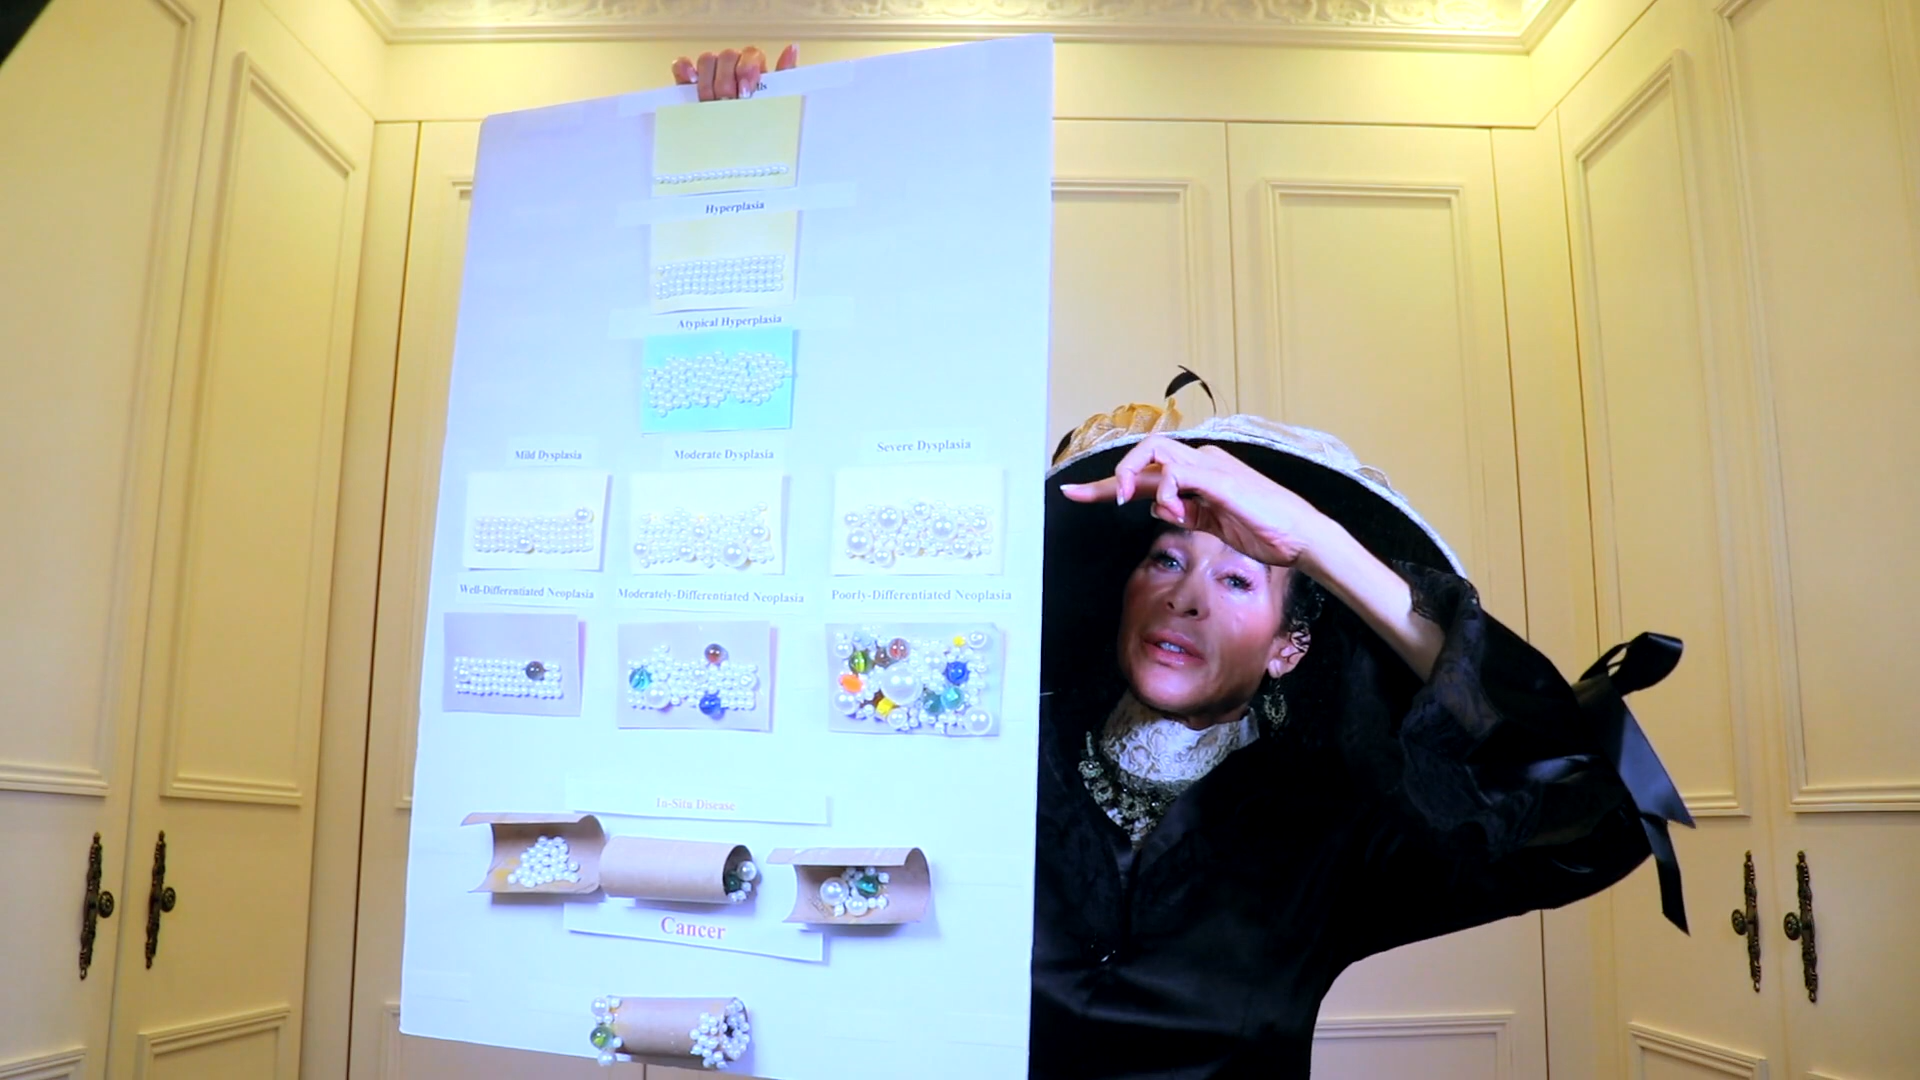 Hyperplasia
Atypical Hyperplasia
Mild Dysplasia
Moderate Dysplasia
Severe Dysplasia
Well-Differentiated Neoplasia
Moderately-Differentiated Neoplasia
Poorly-Differentiated Neoplasia
In-Situ Disease
Cancer